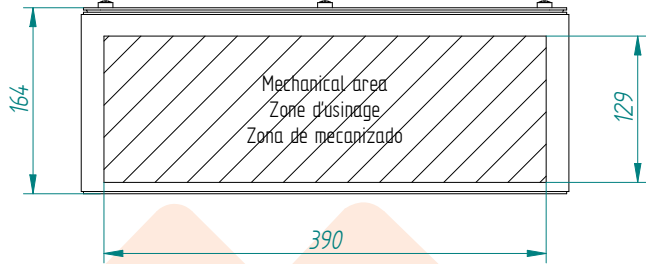 Mechanical area
Zone d'usinage
Zona de mecanizado
164
129
390